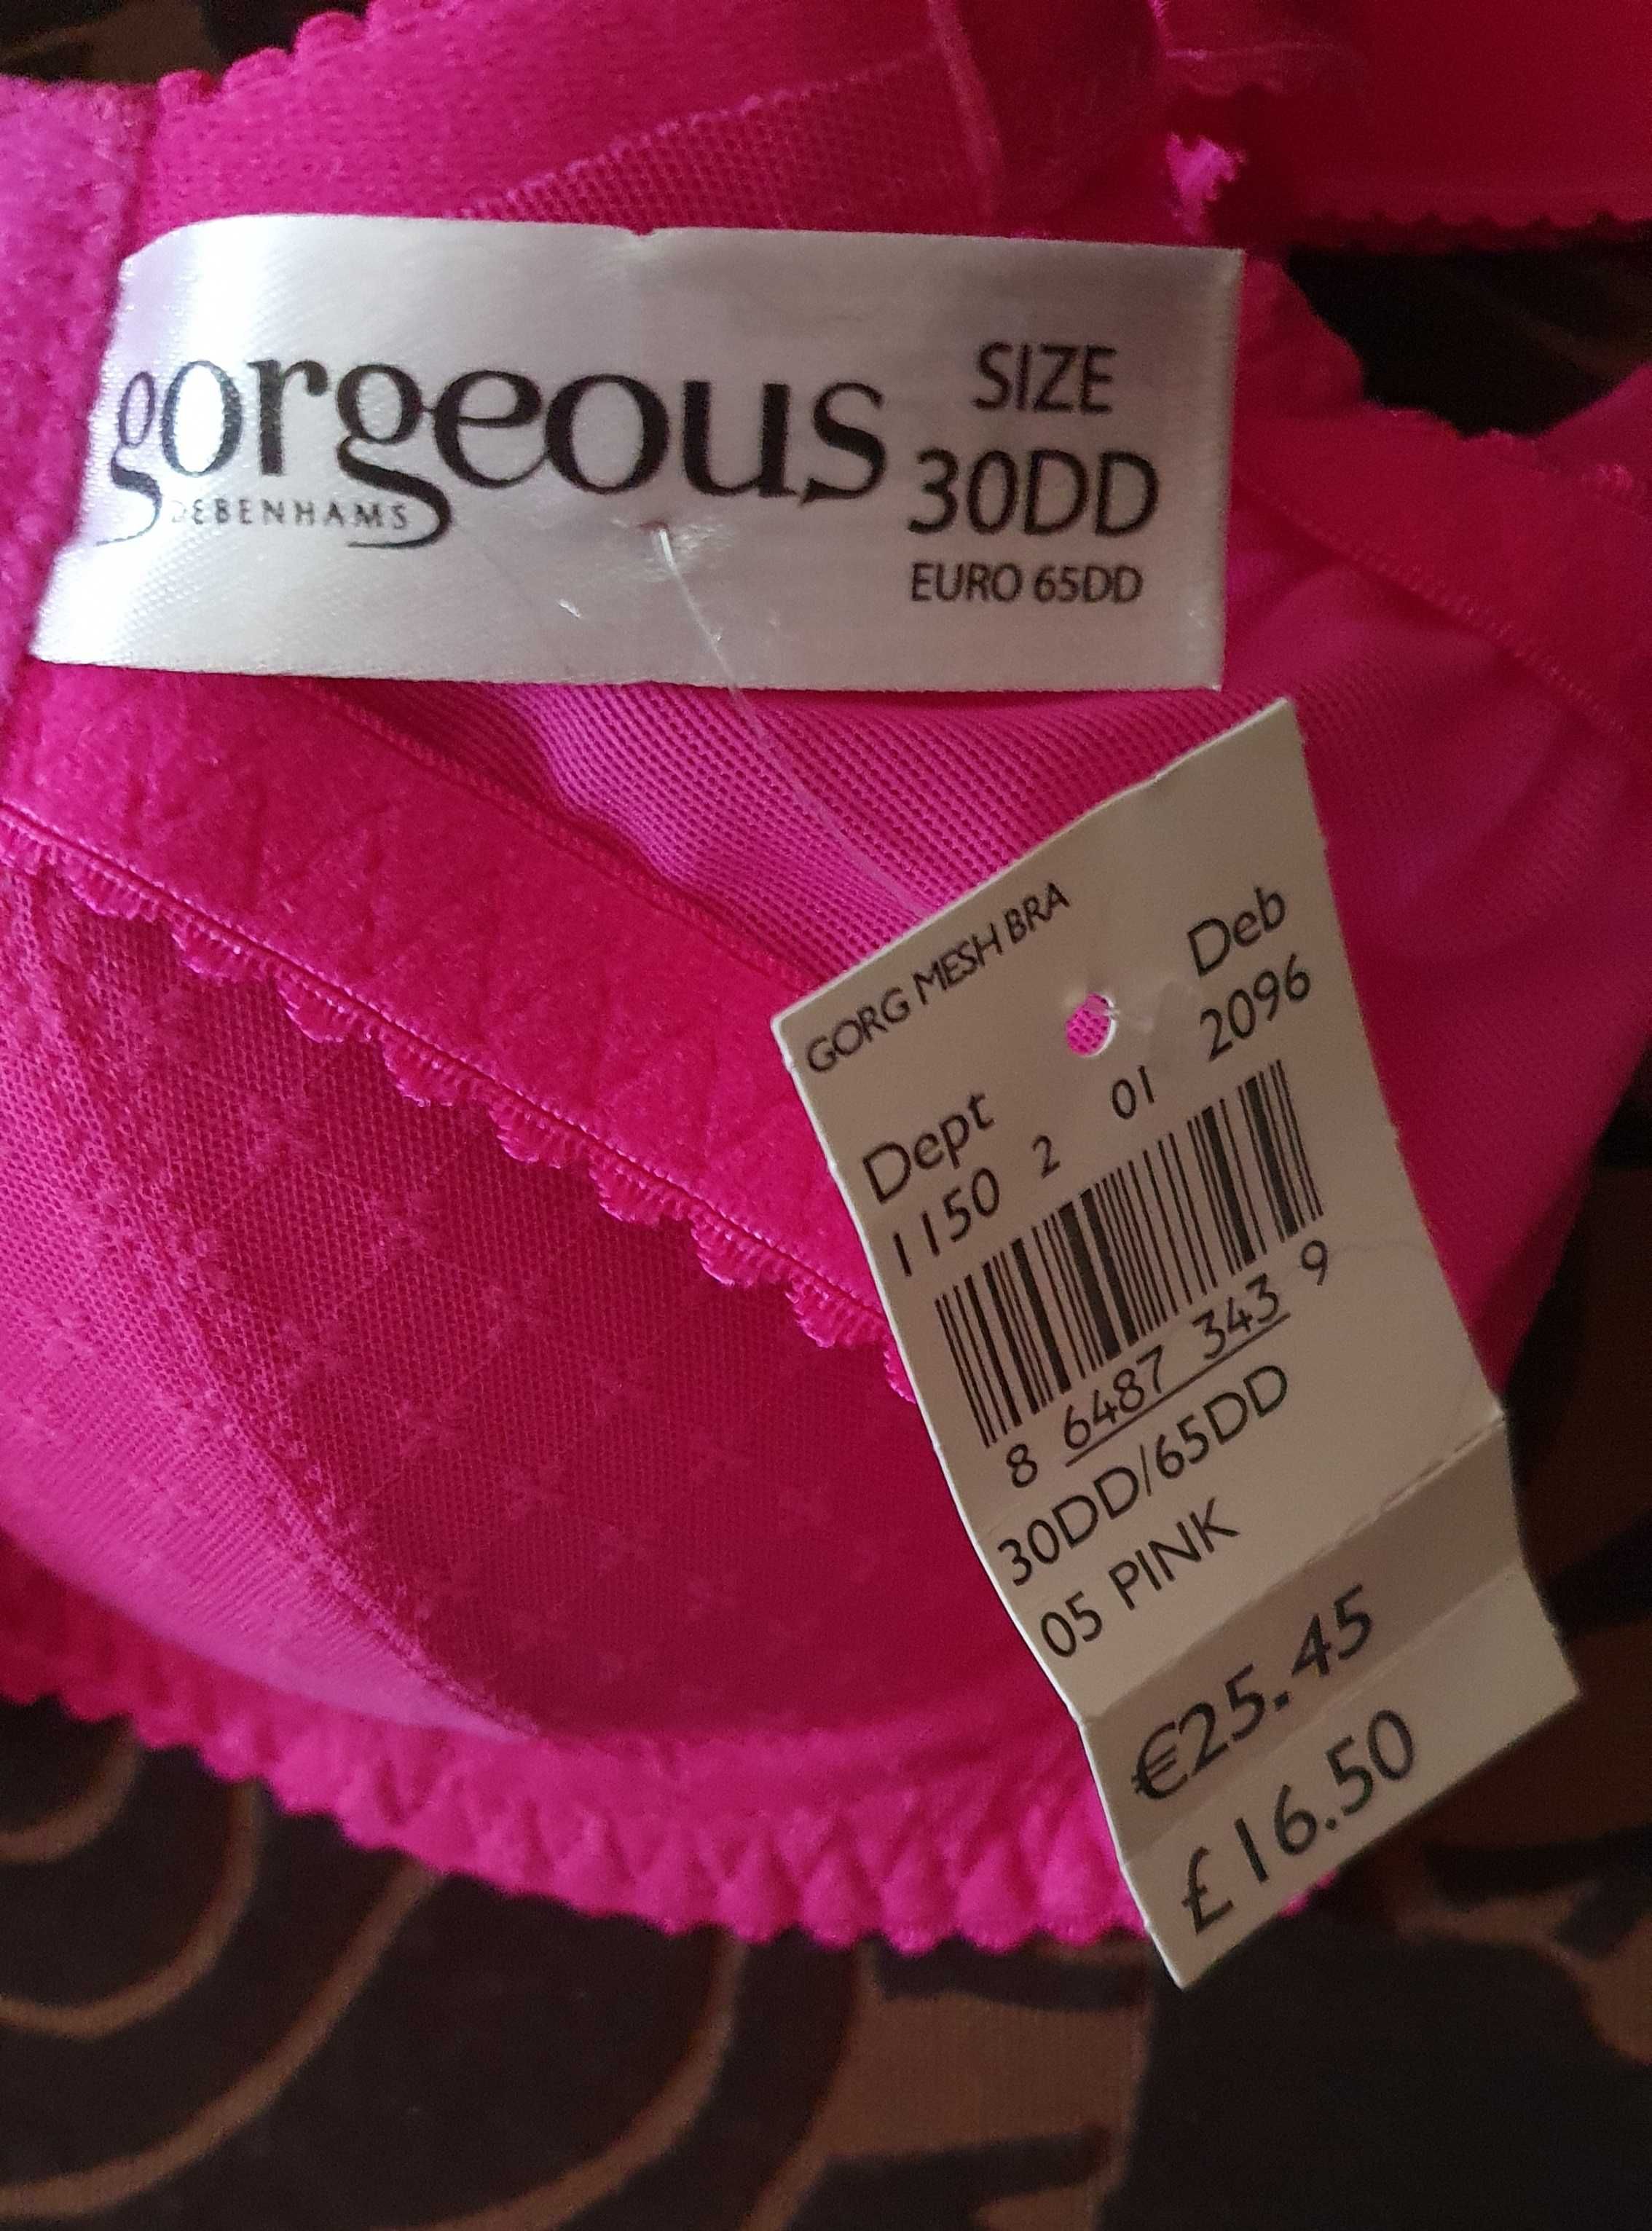 gorgeous
DEBENHAMS
SIZE
30DD
EURO 65DD
GORG MESH BRA
Dept Deb
1150 2 01 2096
8 6487 343 9
30DD/65DD
05 PINK
€25.45
£16.50